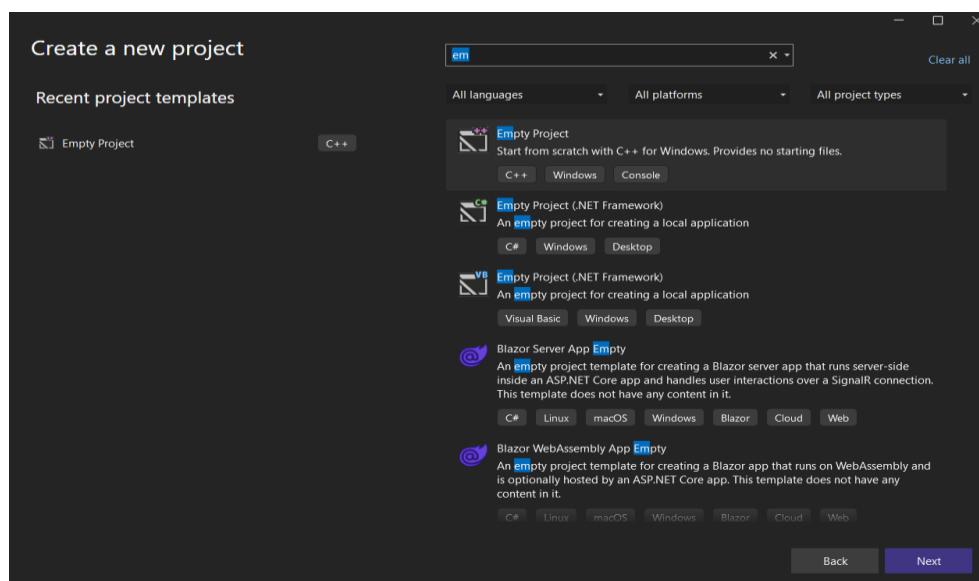 Create a new project
em
Clear all
Recent project templates
All languages
All platforms
All project types
Empty Project
C++
Empty Project
Start from scratch with C++ for Windows. Provides no starting files.
C++ Windows Console
Empty Project (.NET Framework)
An empty project for creating a local application
C# Windows Desktop
Empty Project (.NET Framework)
An empty project for creating a local application
Visual Basic Windows Desktop
Blazor Server App Empty
An empty project template for creating a Blazor server app that runs server-side
inside an ASP.NET Core app and handles user interactions over a SignalR connection.
This template does not have any content in it.
C# Linux macOS Windows Blazor Cloud Web
Blazor WebAssembly App Empty
An empty project template for creating a Blazor app that runs on WebAssembly and
is optionally hosted by an ASP.NET Core app. This template does not have any
content in it.
C# Linux macOS Windows Blazor Cloud Web
Back
Next